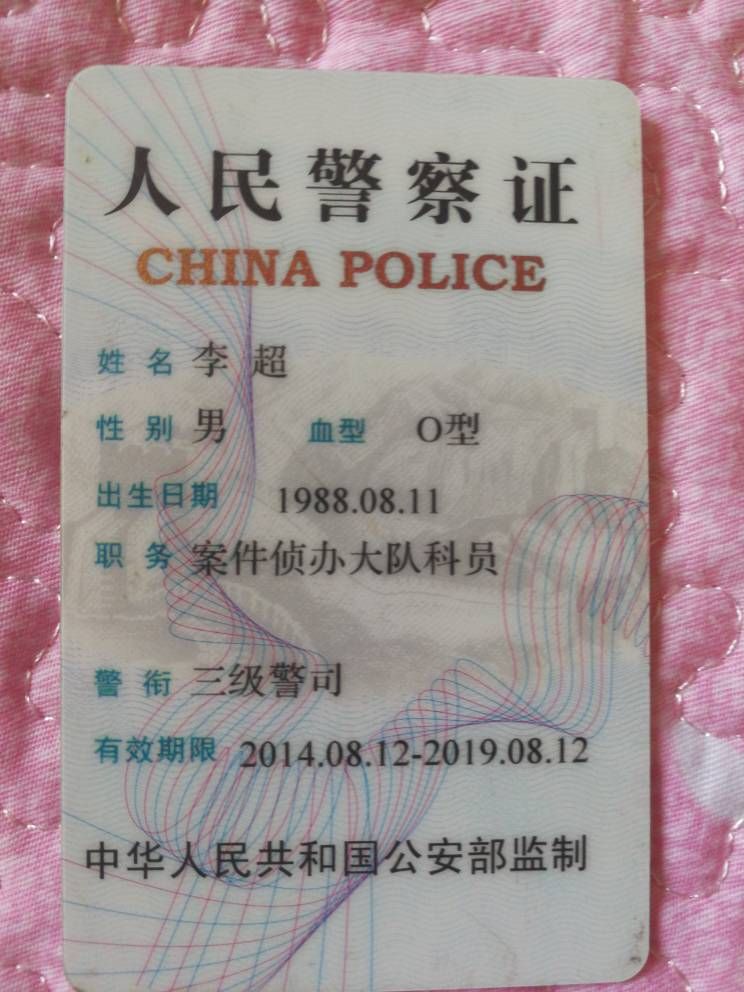 人民警察证
CHINA POLICE
姓名 李超
性别 男 血型 O型
出生日期 1988.08.11
职务 案件侦办大队科员
警衔 三级警司
有效期限 2014.08.12-2019.08.12
中华人民共和国公安部监制